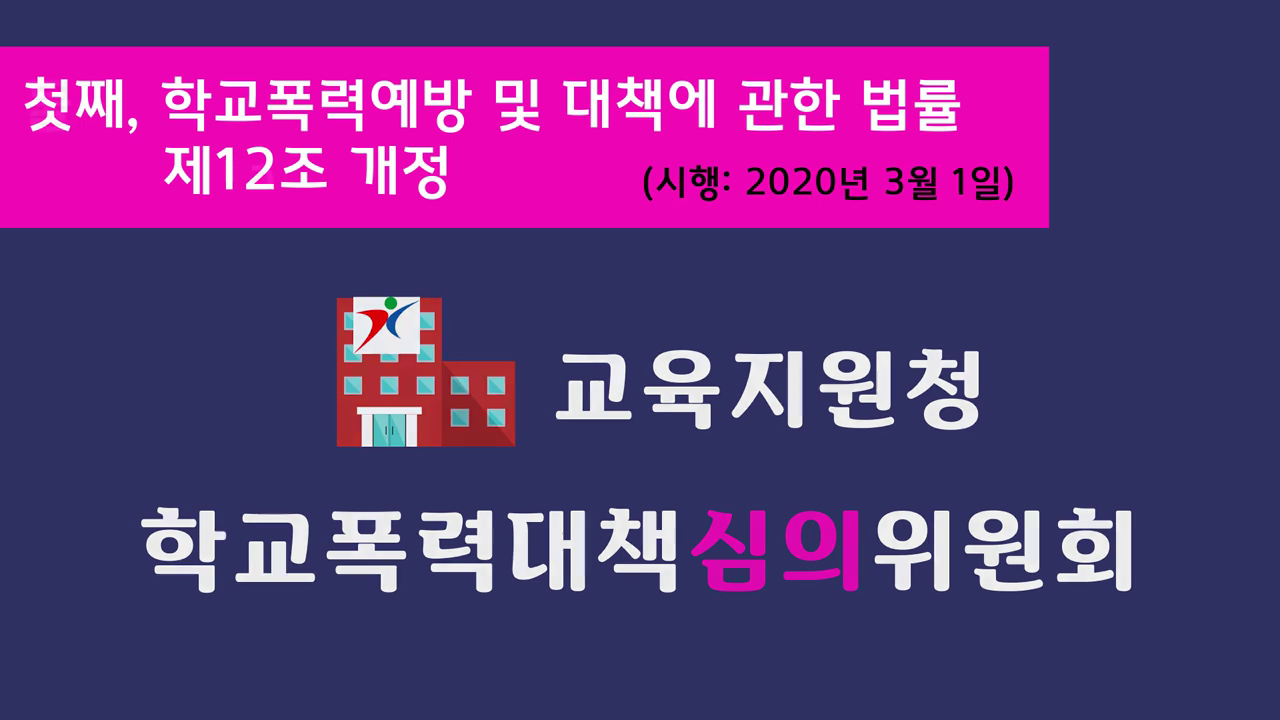 첫째, 학교폭력예방 및 대책에 관한 법률
제12조 개정
(시행: 2020년 3월 1일)
교육지원청
학교폭력대책심의위원회